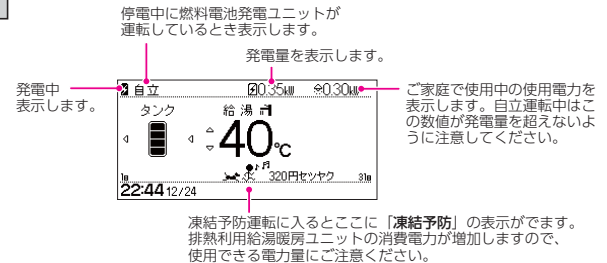 停電中に燃料電池発電ユニットが
運転しているとき表示します。
発電量を表示します。
発電中
表示します。
自立 0.35kW 0.30kW
タンク 給湯
40℃
320円セツヤク
1日 31日
22:44 12/24
ご家庭で使用中の使用電力を
表示します。自立運転中はこ
の数値が発電量を超えないよ
うに注意してください。
凍結予防運転に入るとここに「凍結予防」の表示がでます。
排熱利用給湯暖房ユニットの消費電力が増加しますので、
使用できる電力量にご注意ください。